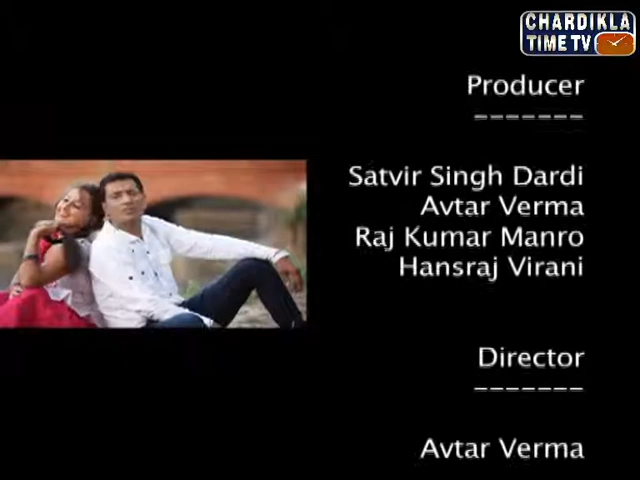 CHARDIKLA
TIME TV
Producer
-------
Satvir Singh Dardi
Avtar Verma
Raj Kumar Manro
Hansraj Virani
Director
-------
Avtar Verma